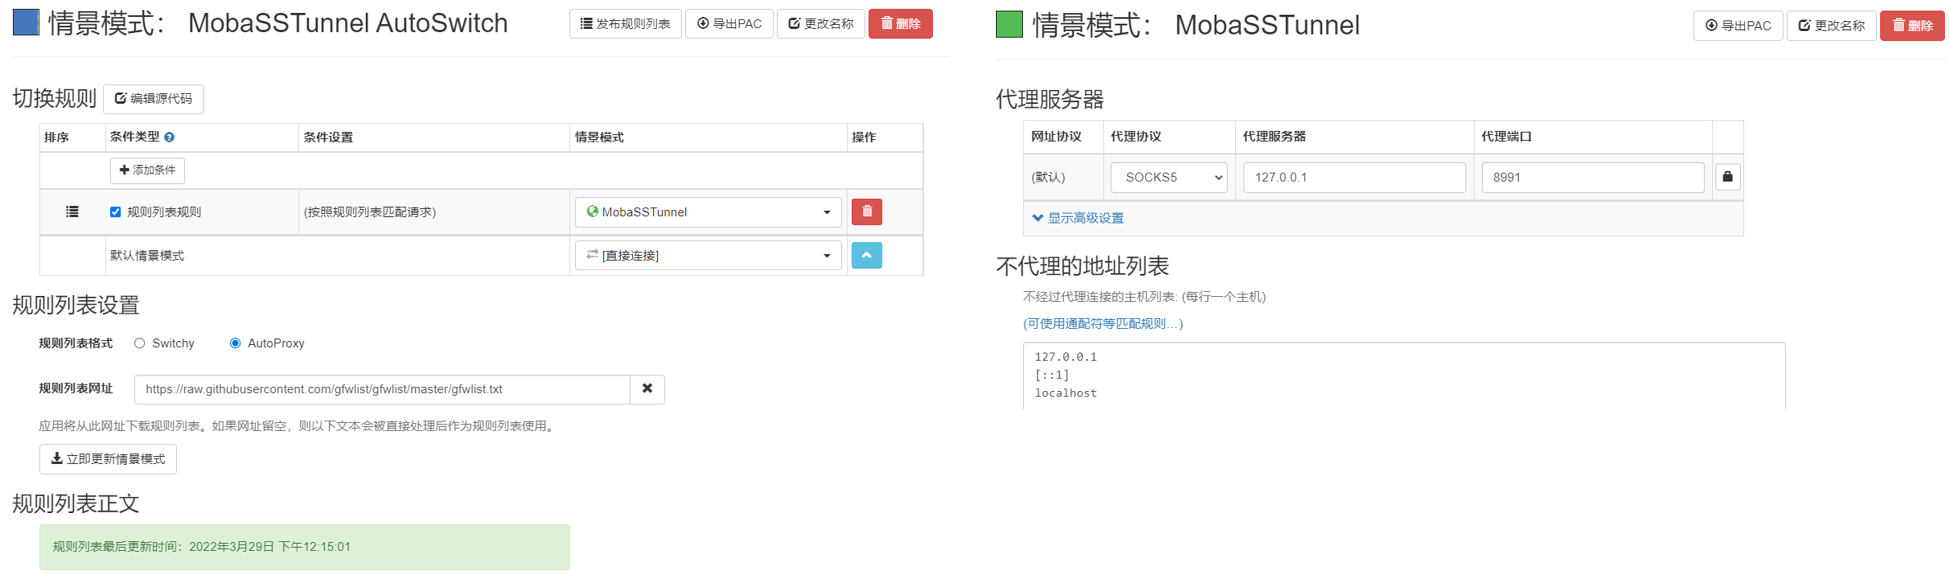 情景模式： MobaSSTunnel AutoSwitch
发布规则列表
导出PAC
更改名称
删除
切换规则
编辑源代码
排序 条件类型 条件设置 情景模式 操作
添加条件
规则列表规则 (按照规则列表匹配请求) MobaSSTunnel
默认情景模式 [直接连接]
规则列表设置
规则列表格式 Switchy AutoProxy
规则列表网址 https://raw.githubusercontent.com/gfwlist/gfwlist/master/gfwlist.txt
应用将从此网址下载规则列表。如果网址留空，则以下文本会被直接处理后作为规则列表使用。
立即更新情景模式
规则列表正文
规则列表最后更新时间：2022年3月29日 下午12:15:01
情景模式： MobaSSTunnel
导出PAC
更改名称
删除
代理服务器
网址协议 代理协议 代理服务器 代理端口
(默认) SOCKS5 127.0.0.1 8991
显示高级设置
不代理的地址列表
不经过代理连接的主机列表: (每行一个主机)
(可使用通配符等匹配规则…)
127.0.0.1
[::1]
localhost